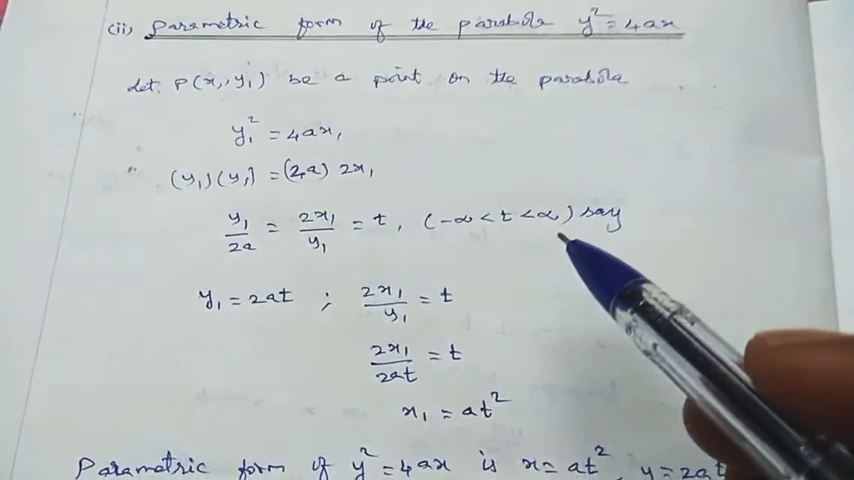 (ii) Parametric form of the parabola y² = 4ax
Let P(x₁, y₁) be a point on the parabola
y₁² = 4ax₁
(y₁)(y₁) = (2a) 2x₁
y₁/2a = 2x₁/y₁ = t, (-∞ < t < ∞) say
y₁ = 2at ; 2x₁/y₁ = t
2x₁/2at = t
x₁ = at²
Parametric form of y² = 4ax is x = at², y = 2at